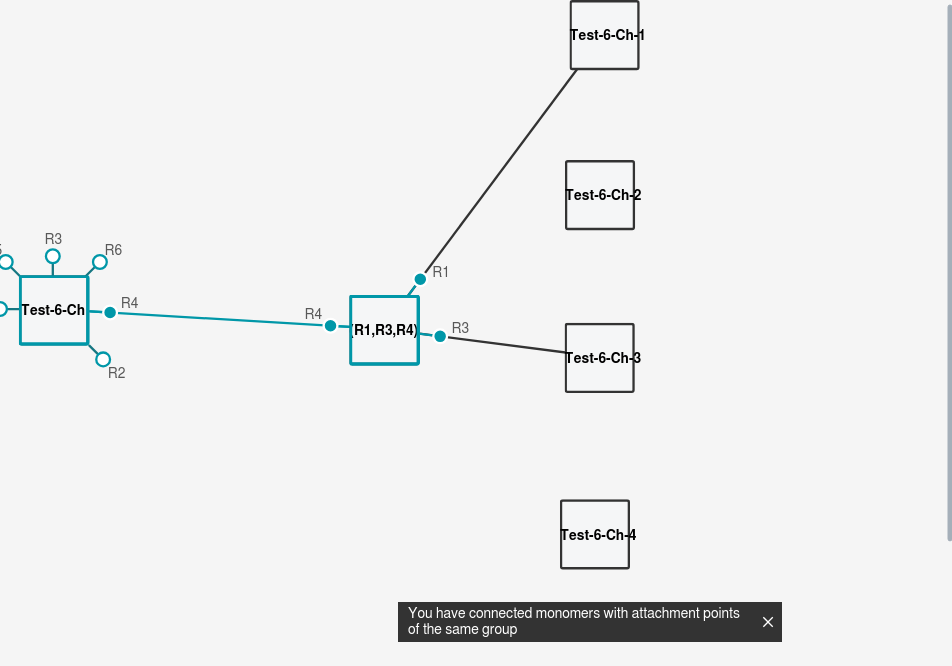 Test-6-Ch-1
Test-6-Ch-2
R3
R6
R1
R4
R4
Test-6-Ch
(R1,R3,R4)
R3
Test-6-Ch-3
R2
Test-6-Ch-4
You have connected monomers with attachment points
of the same group